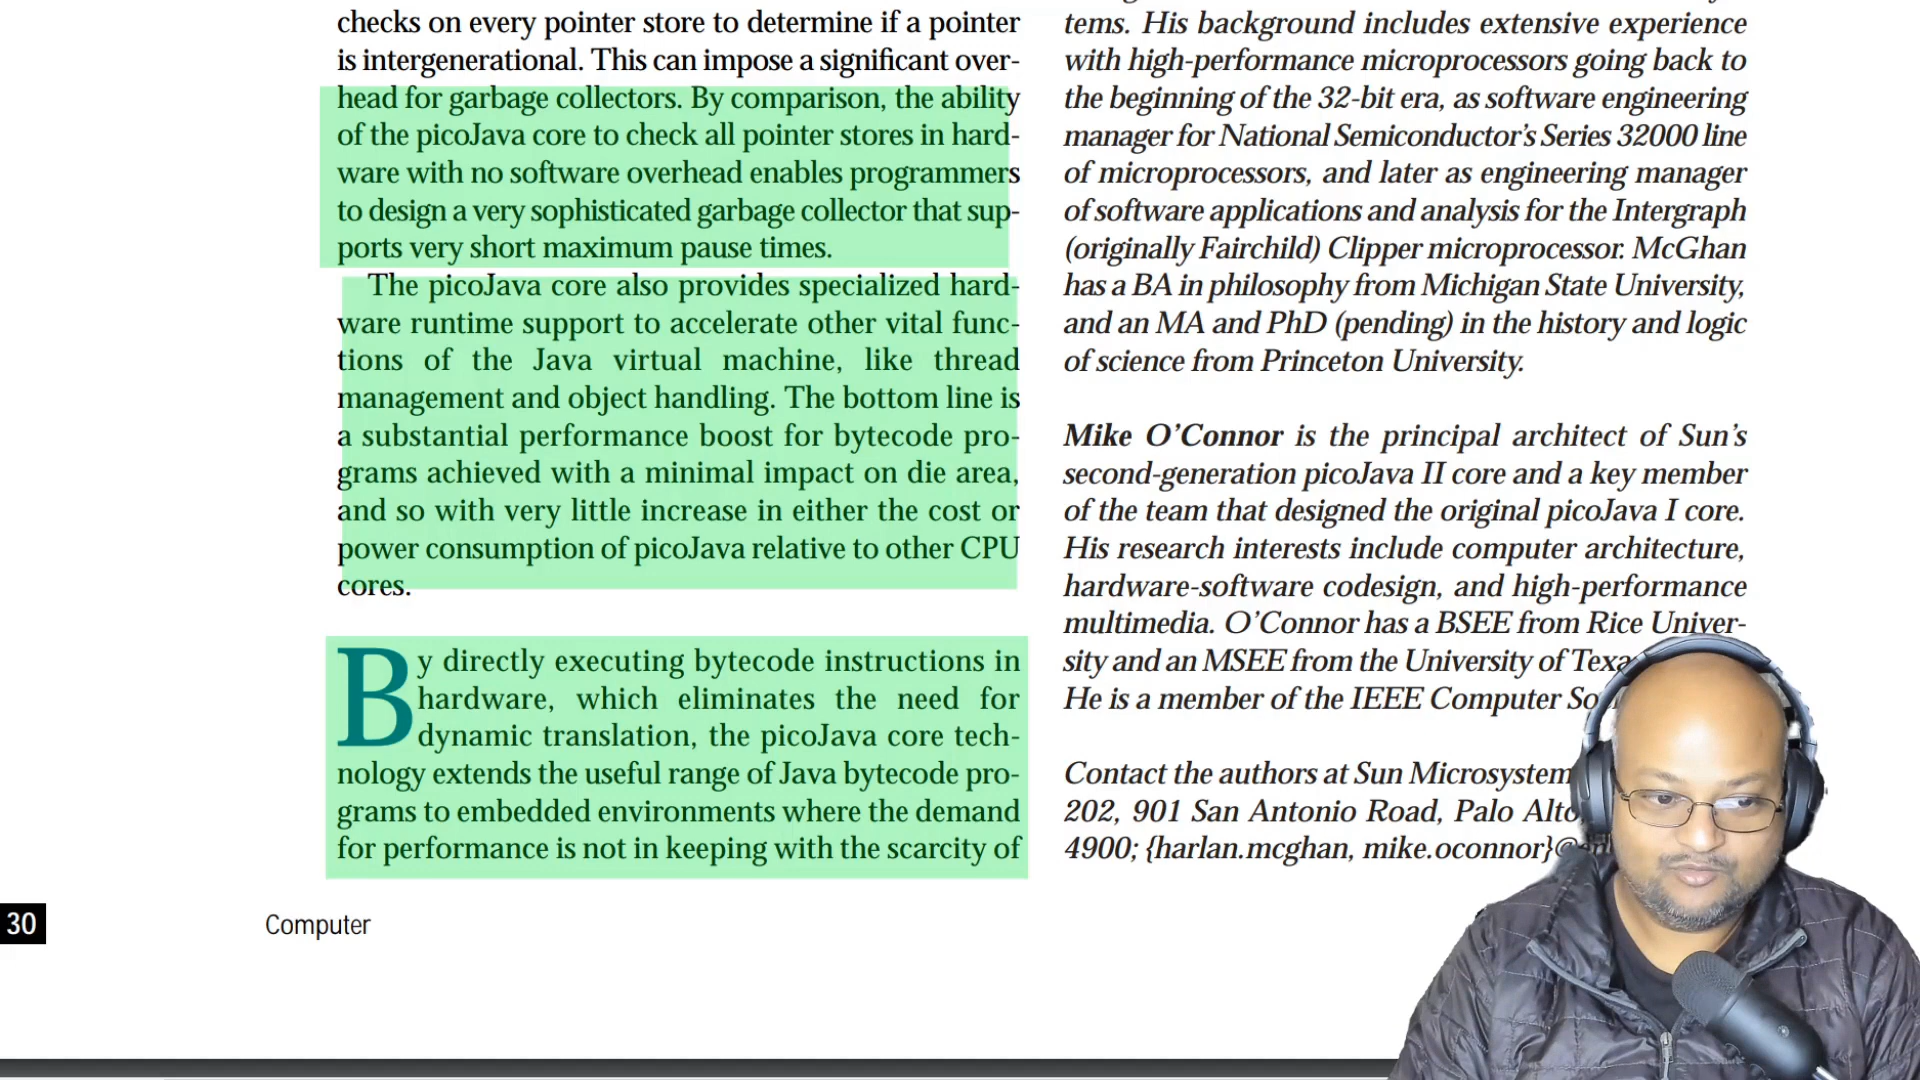 checks on every pointer store to determine if a pointer
is intergenerational. This can impose a significant over-
head for garbage collectors. By comparison, the ability
of the picoJava core to check all pointer stores in hard-
ware with no software overhead enables programmers
to design a very sophisticated garbage collector that sup-
ports very short maximum pause times.
The picoJava core also provides specialized hard-
ware runtime support to accelerate other vital func-
tions of the Java virtual machine, like thread
management and object handling. The bottom line is
a substantial performance boost for bytecode pro-
grams achieved with a minimal impact on die area,
and so with very little increase in either the cost or
power consumption of picoJava relative to other CPU
cores.
By directly executing bytecode instructions in
hardware, which eliminates the need for
dynamic translation, the picoJava core tech-
nology extends the useful range of Java bytecode pro-
grams to embedded environments where the demand
for performance is not in keeping with the scarcity of
tems. His background includes extensive experience
with high-performance microprocessors going back to
the beginning of the 32-bit era, as software engineering
manager for National Semiconductor's Series 32000 line
of microprocessors, and later as engineering manager
of software applications and analysis for the Intergraph
(originally Fairchild) Clipper microprocessor. McGhan
has a BA in philosophy from Michigan State University,
and an MA and PhD (pending) in the history and logic
of science from Princeton University.
Mike O'Connor is the principal architect of Sun's
second-generation picoJava II core and a key member
of the team that designed the original picoJava I core.
His research interests include computer architecture,
hardware-software codesign, and high-performance
multimedia. O'Connor has a BSEE from Rice Univer-
sity and an MSEE from the University of Texa
He is a member of the IEEE Computer So
Contact the authors at Sun Microsystem
202, 901 San Antonio Road, Palo Alto
4900; {harlan.mcghan, mike.oconnor}@
30
Computer